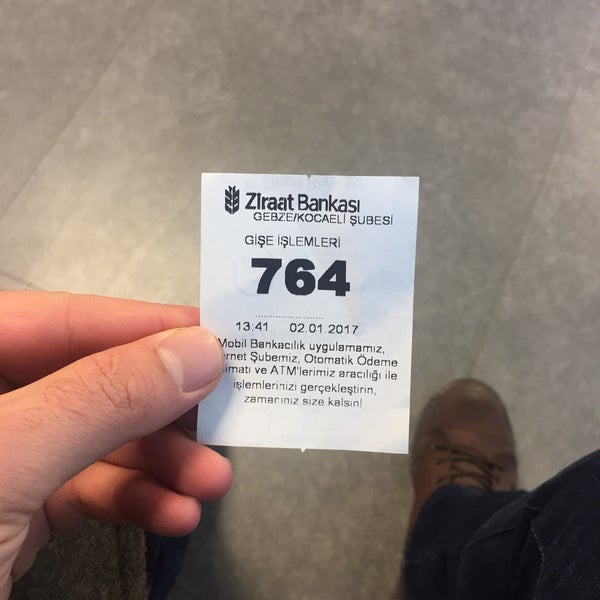 Ziraat Bankası
GEBZE/KOCAELİ ŞUBESİ
GİŞE İŞLEMLERİ
764
13:41 02.01.2017
Mobil Bankacılık uygulamamız,
Şubemiz, Otomatik Ödeme
ve ATM'lerimiz aracılığı ile
işlemlerinizi gerçekleştirin,
zamanınız size kalsın!